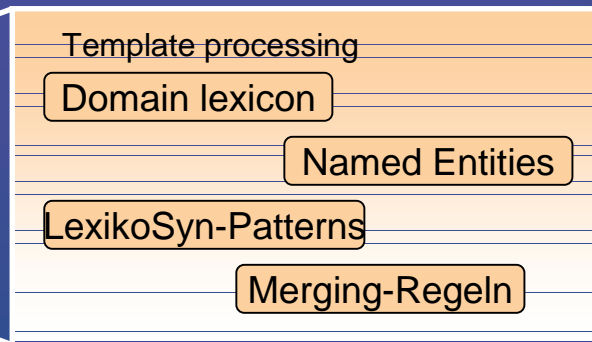 Template processing
Domain lexicon
Named Entities
LexikoSyn-Patterns
Merging-Regeln